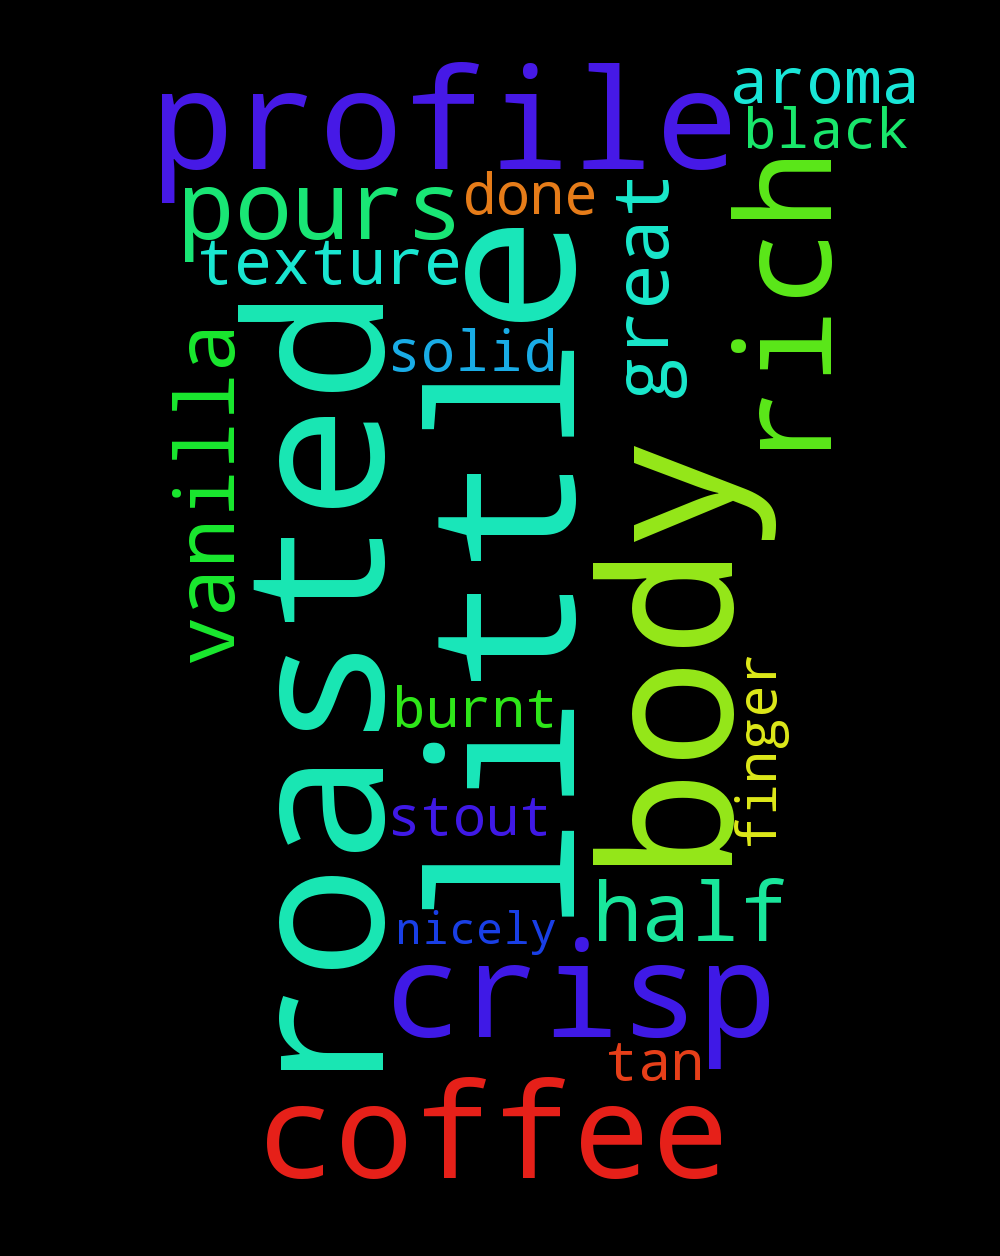 profile
aroma
black
pours
done
great
rich
texture
little
roasted
solid
vanilla
body
burnt
finger
stout
half
nicely
crisp
tan
coffee